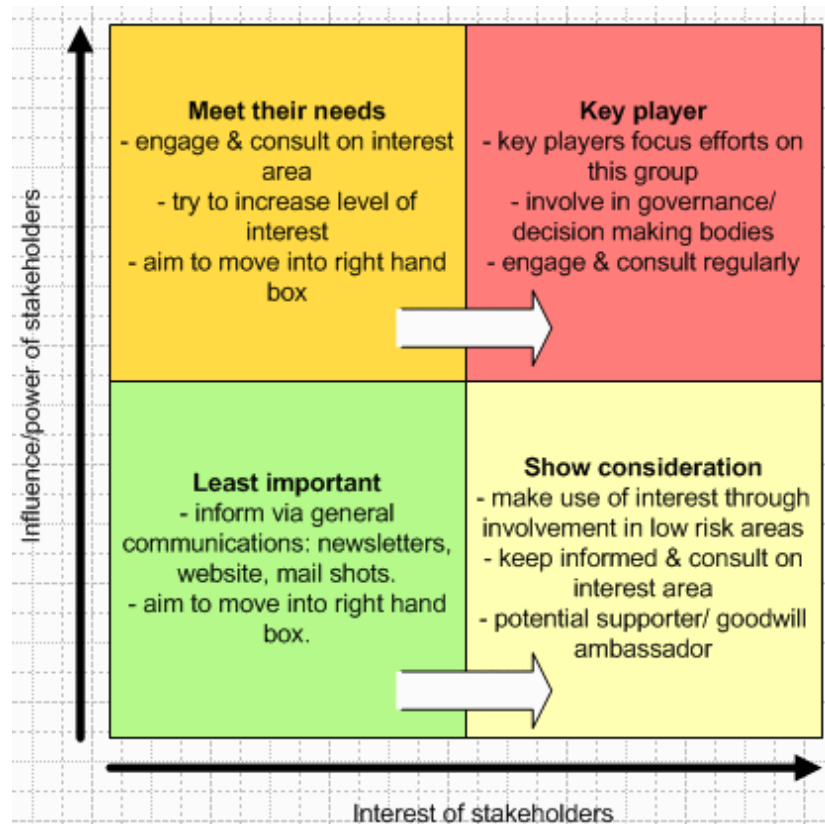 Meet their needs
- engage & consult on interest
area
- try to increase level of
interest
- aim to move into right hand
box
Key player
- key players focus efforts on
this group
- involve in governance/
decision making bodies
- engage & consult regularly
Influence/power of stakeholders
Least important
- inform via general
communications: newsletters,
website, mail shots.
- aim to move into right hand
box.
Show consideration
- make use of interest through
involvement in low risk areas
- keep informed & consult on
interest area
- potential supporter/ goodwill
ambassador
Interest of stakeholders